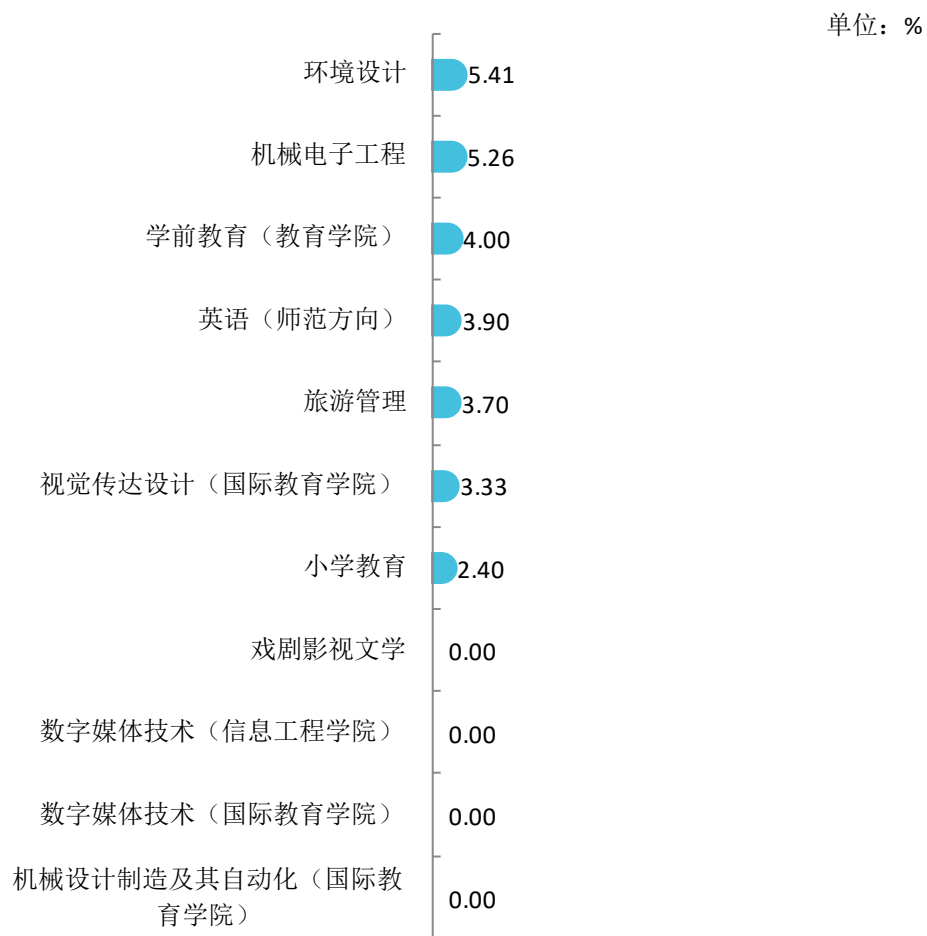 单位：%
环境设计 5.41
机械电子工程 5.26
学前教育（教育学院） 4.00
英语（师范方向） 3.90
旅游管理 3.70
视觉传达设计（国际教育学院） 3.33
小学教育 2.40
戏剧影视文学 0.00
数字媒体技术（信息工程学院） 0.00
数字媒体技术（国际教育学院） 0.00
机械设计制造及其自动化（国际教
育学院） 0.00